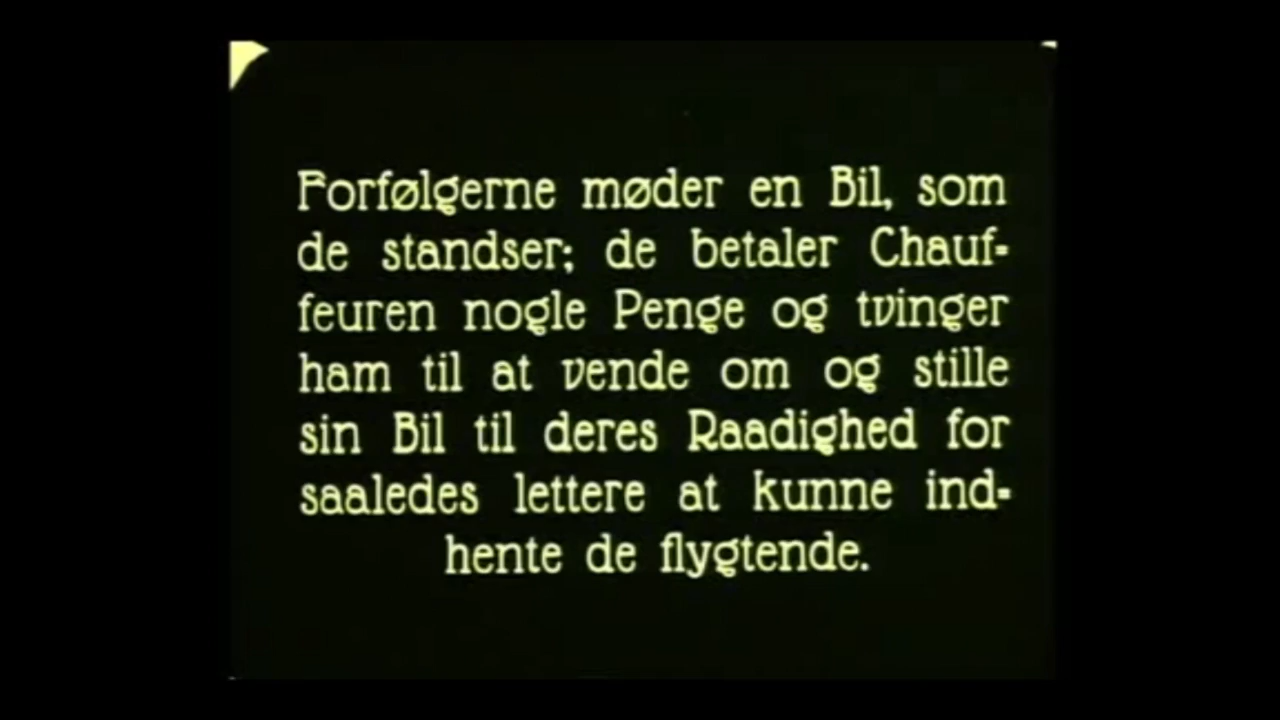 Forfølgerne møder en Bil, som
de standser; de betaler Chauf-
feuren nogle Penge og tvinger
ham til at vende om og stille
sin Bil til deres Raadighed for
saaledes lettere at kunne ind-
hente de flygtende.